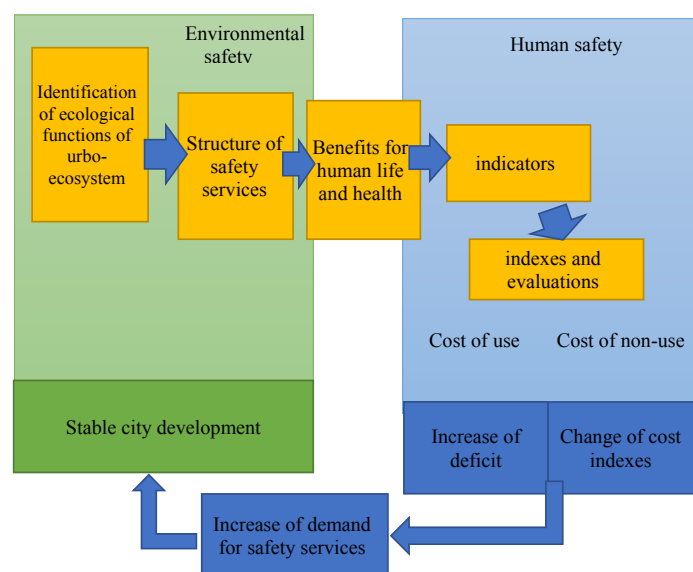 Environmental
safety
Human safety
Identification
of ecological
functions of
urbo-
ecosystem
Structure of
safety
services
Benefits for
human life
and health
indicators
indexes and
evaluations
Cost of use
Cost of non-use
Stable city development
Increase of
deficit
Change of cost
indexes
Increase of demand
for safety services